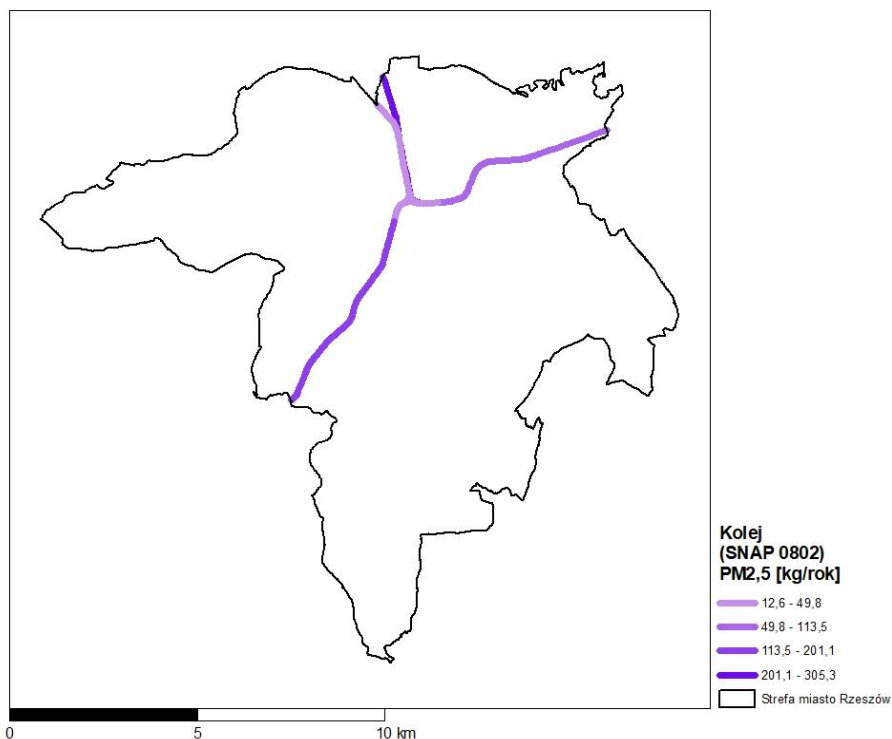 Kolej
(SNAP 0802)
PM2,5 [kg/rok]
12,6 - 49,8
49,8 - 113,5
113,5 - 201,1
201,1 - 305,3
Strefa miasto Rzeszów
0 5 10 km